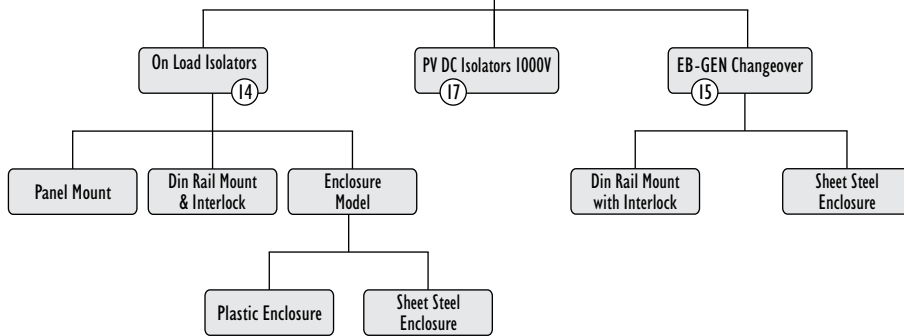 On Load Isolators
14
PV DC Isolators 1000V
17
EB-GEN Changeover
15
Panel Mount
Din Rail Mount
& Interlock
Enclosure
Model
Din Rail Mount
with Interlock
Sheet Steel
Enclosure
Plastic Enclosure
Sheet Steel
Enclosure